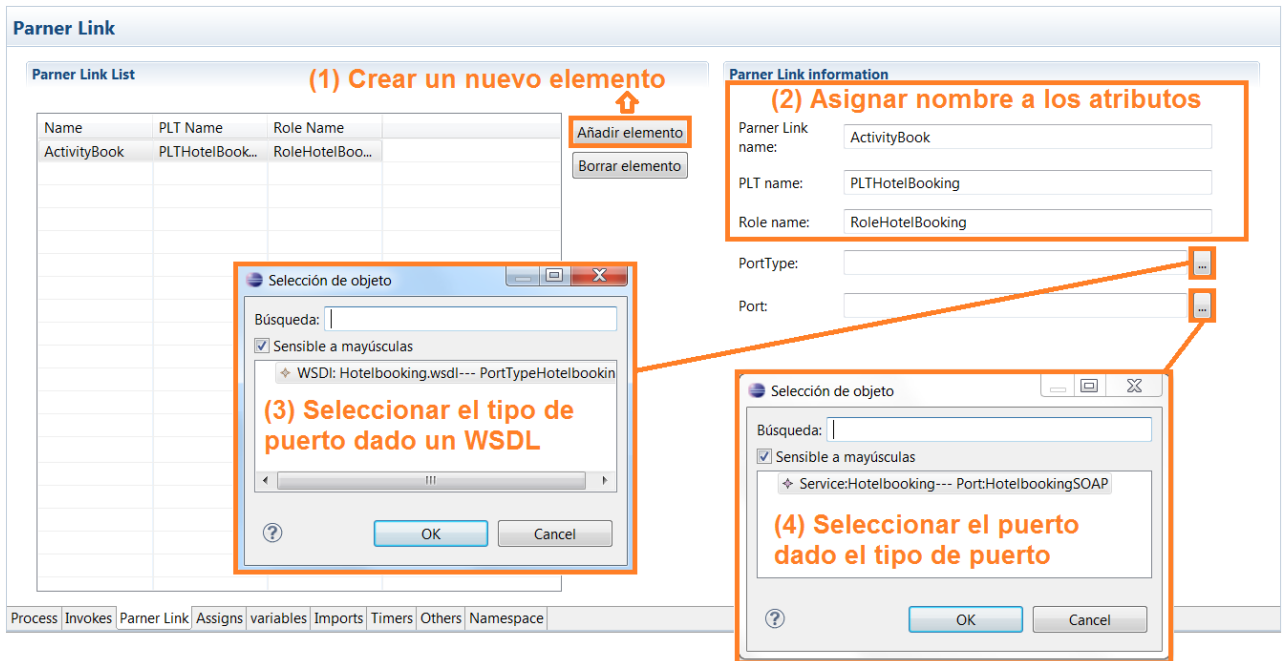 Parner Link
Parner Link List
(1) Crear un nuevo elemento
Name PLT Name Role Name
ActivityBook PLTHotelBook... RoleHotelBoo...
Añadir elemento
Borrar elemento
Parner Link information
(2) Asignar nombre a los atributos
Parner Link
name:
ActivityBook
PLT name: PLTHotelBooking
Role name: RoleHotelBooking
PortType: ...
Port: ...
Selección de objeto
Búsqueda:
Sensible a mayúsculas
WSDI: Hotelbooking.wsdl--- PortTypeHotelbookin
(3) Seleccionar el tipo de
puerto dado un WSDL
OK Cancel
Selección de objeto
Búsqueda:
Sensible a mayúsculas
Service:Hotelbooking--- Port:HotelbookingSOAP
(4) Seleccionar el puerto
dado el tipo de puerto
OK Cancel
Process Invokes Parner Link Assigns variables Imports Timers Others Namespace